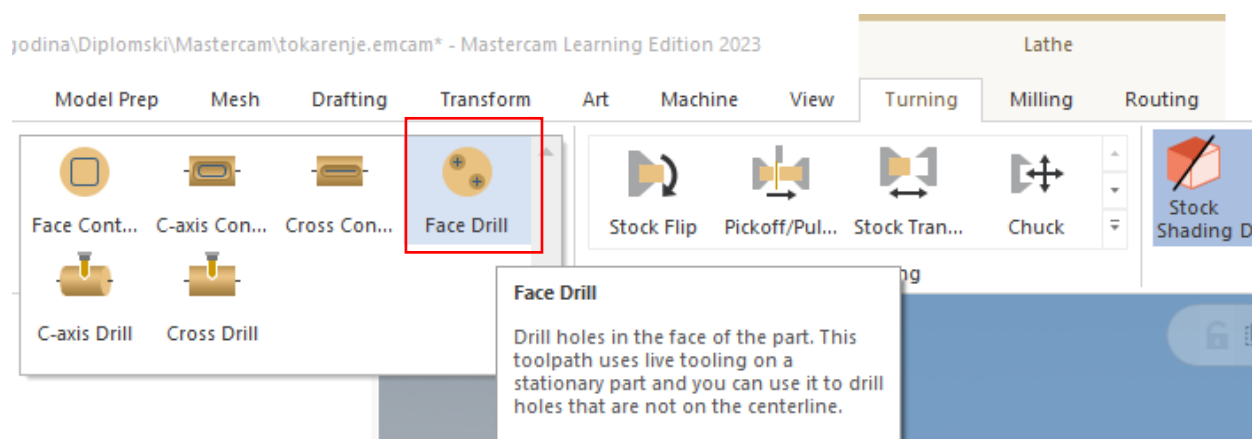 godina\Diplomski\Mastercam\tokarenje.emcam* - Mastercam Learning Edition 2023
Lathe
Model Prep Mesh Drafting Transform Art Machine View Turning Milling Routing
Face Cont... C-axis Con... Cross Con... Face Drill
Stock Flip Pickoff/Pul... Stock Tran... Chuck
Stock
Shading D
C-axis Drill Cross Drill
ng
Face Drill
Drill holes in the face of the part. This
toolpath uses live tooling on a
stationary part and you can use it to drill
holes that are not on the centerline.